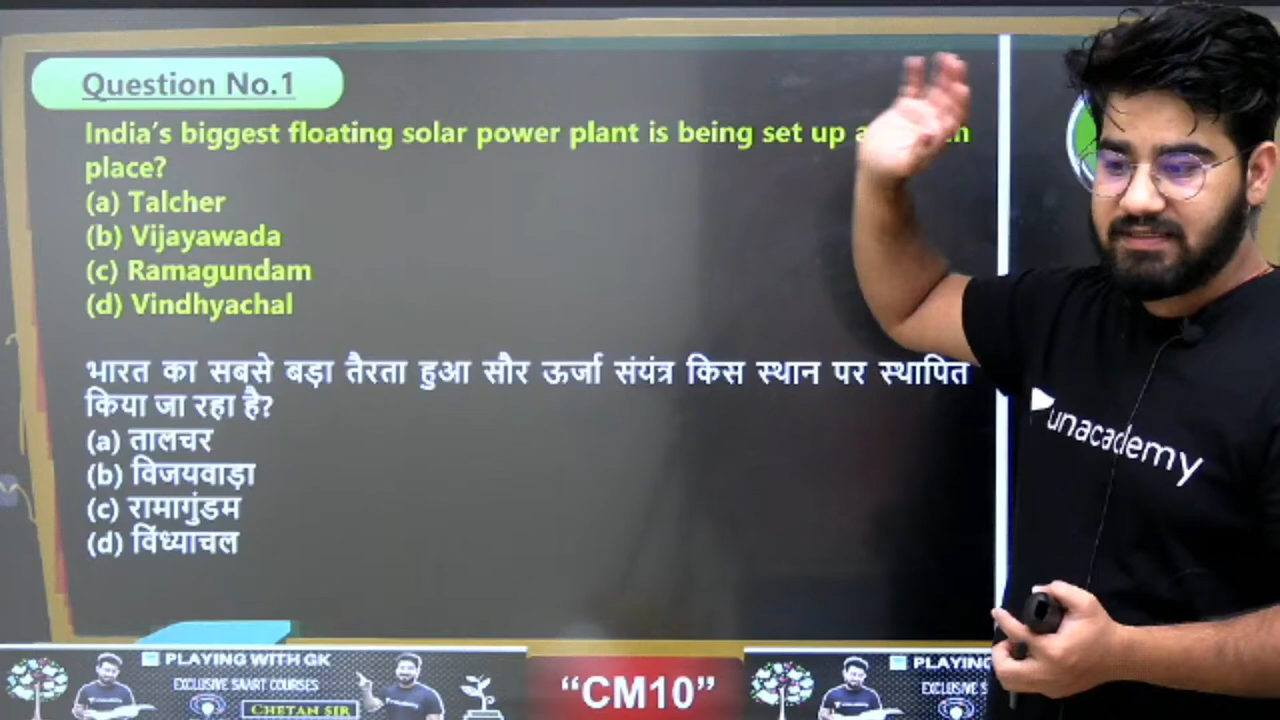 Question No.1
India's biggest floating solar power plant is being set up
place?
(a) Talcher
(b) Vijayawada
(c) Ramagundam
(d) Vindhyachal
भारत का सबसे बड़ा तैरता हुआ सौर ऊर्जा संयंत्र किस स्थान पर स्थापित
किया जा रहा है?
(a) तालचर
(b) विजयवाड़ा
(c) रामागुंडम
(d) विंध्याचल
unacademy
PLAYING WITH GK
EXCLUSIVE SAART COURSES
CHETAN SIR
"CM10"
PLAYING
EXCLUSIVE S